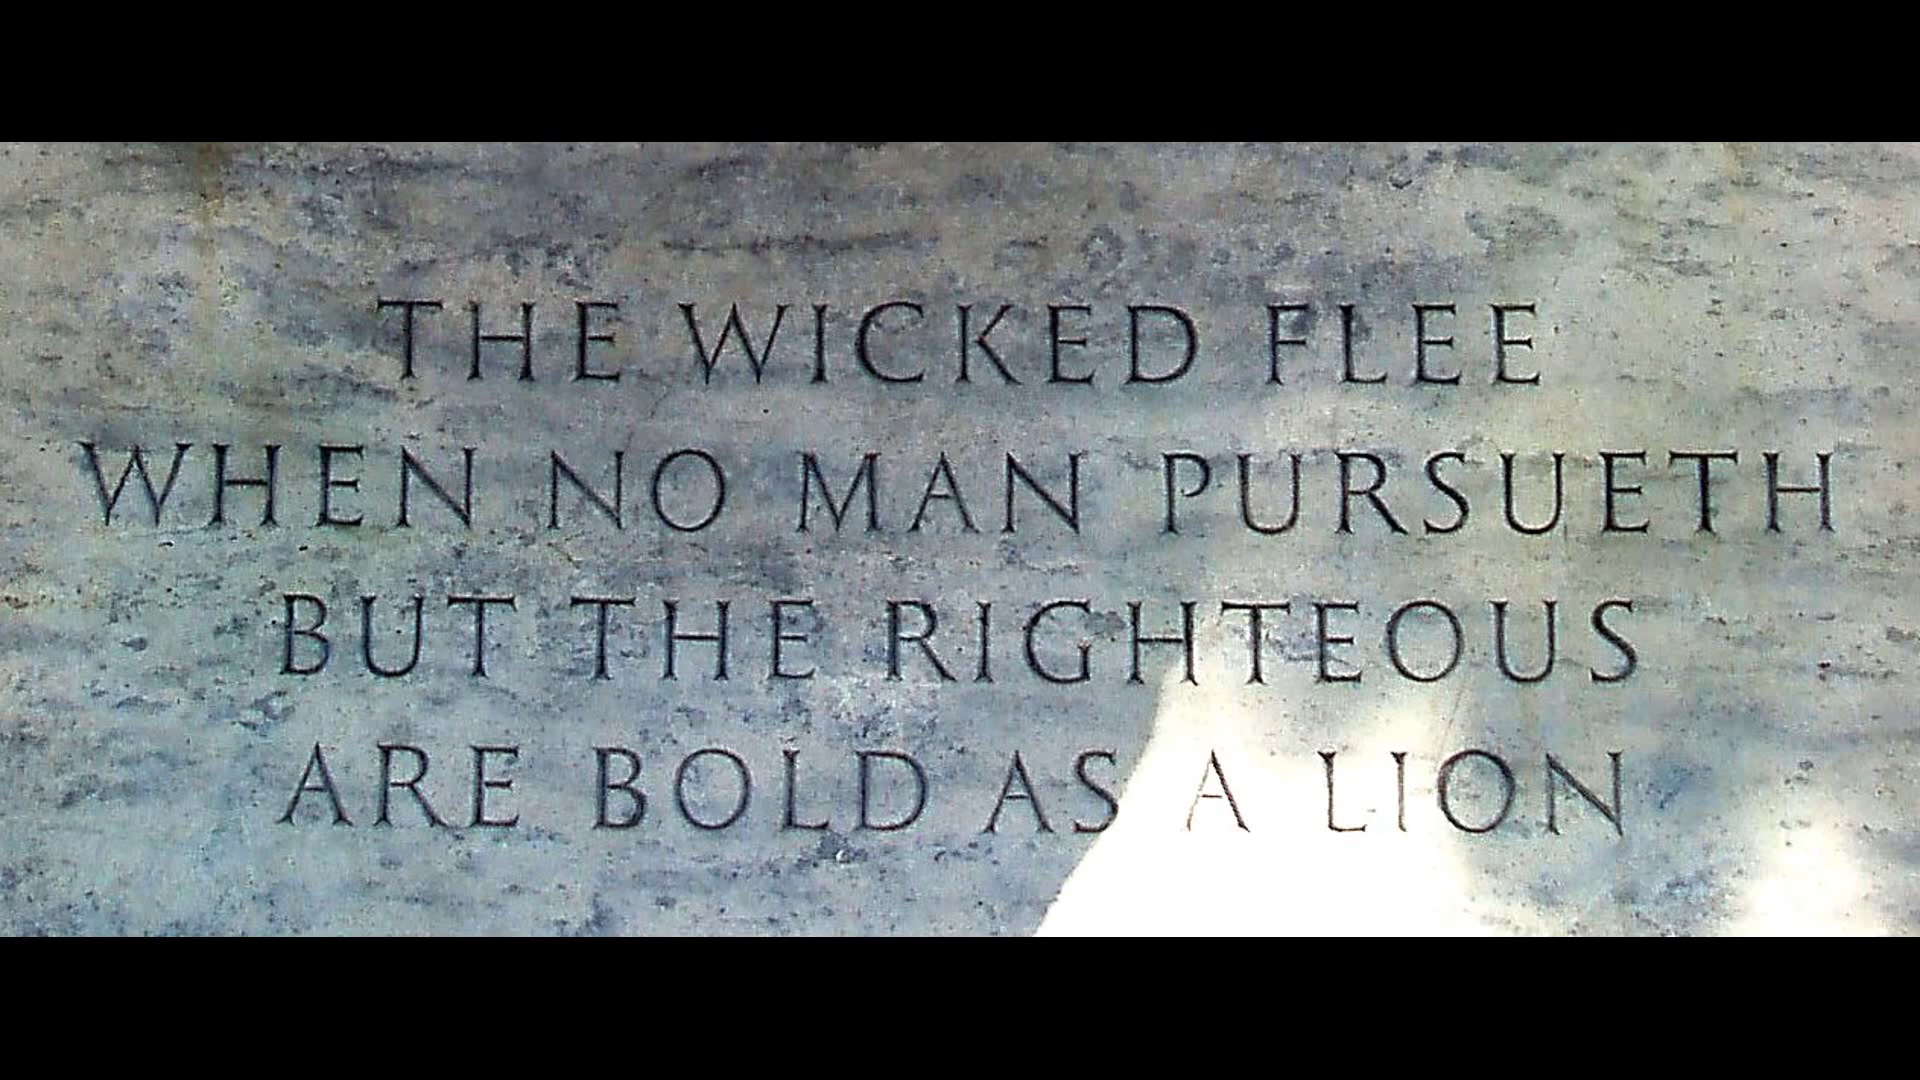 THE WICKED FLEE
WHEN NO MAN PURSUETH
BUT THE RIGHTEOUS
ARE BOLD AS A LION